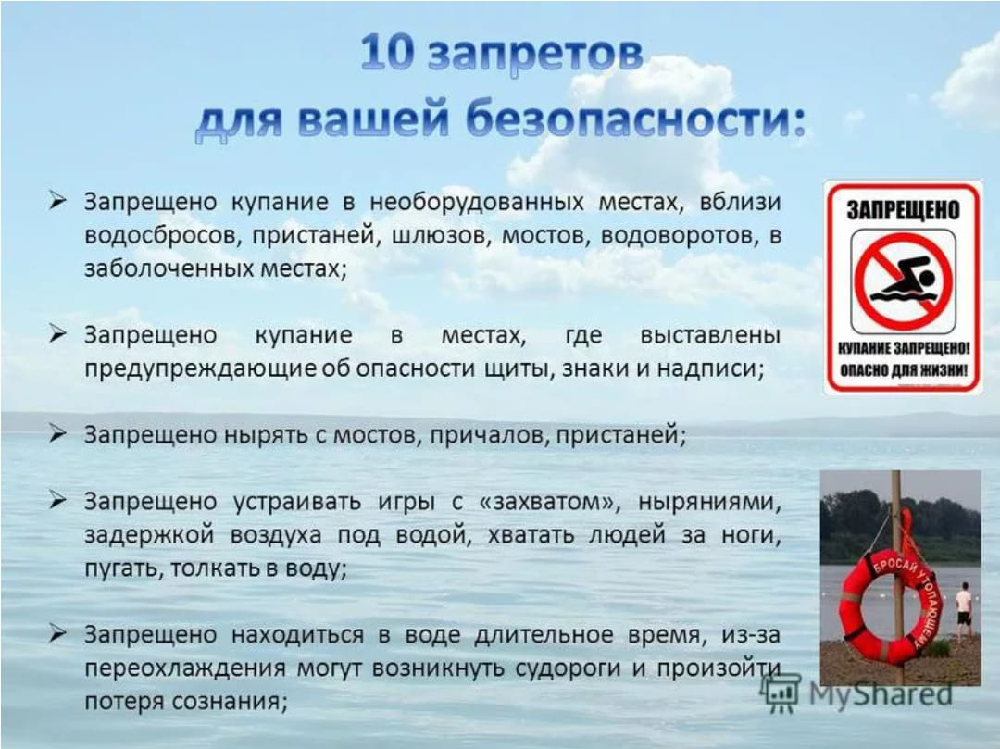 10 запретов
для вашей безопасности:
➢ Запрещено купание в необорудованных местах, вблизи
водосбросов, пристаней, шлюзов, мостов, водоворотов, в
заболоченных местах;
➢ Запрещено купание в местах, где выставлены
предупреждающие об опасности щиты, знаки и надписи;
➢ Запрещено нырять с мостов, причалов, пристаней;
➢ Запрещено устраивать игры с «захватом», ныряниями,
задержкой воздуха под водой, хватать людей за ноги,
пугать, толкать в воду;
➢ Запрещено находиться в воде длительное время, из-за
переохлаждения могут возникнуть судороги и произойти
потеря сознания;
ЗАПРЕЩЕНО
КУПАНИЕ ЗАПРЕЩЕНО!
ОПАСНО ДЛЯ ЖИЗНИ!
БРОСАЙ УТОПАЮЩЕМУ
MyShared